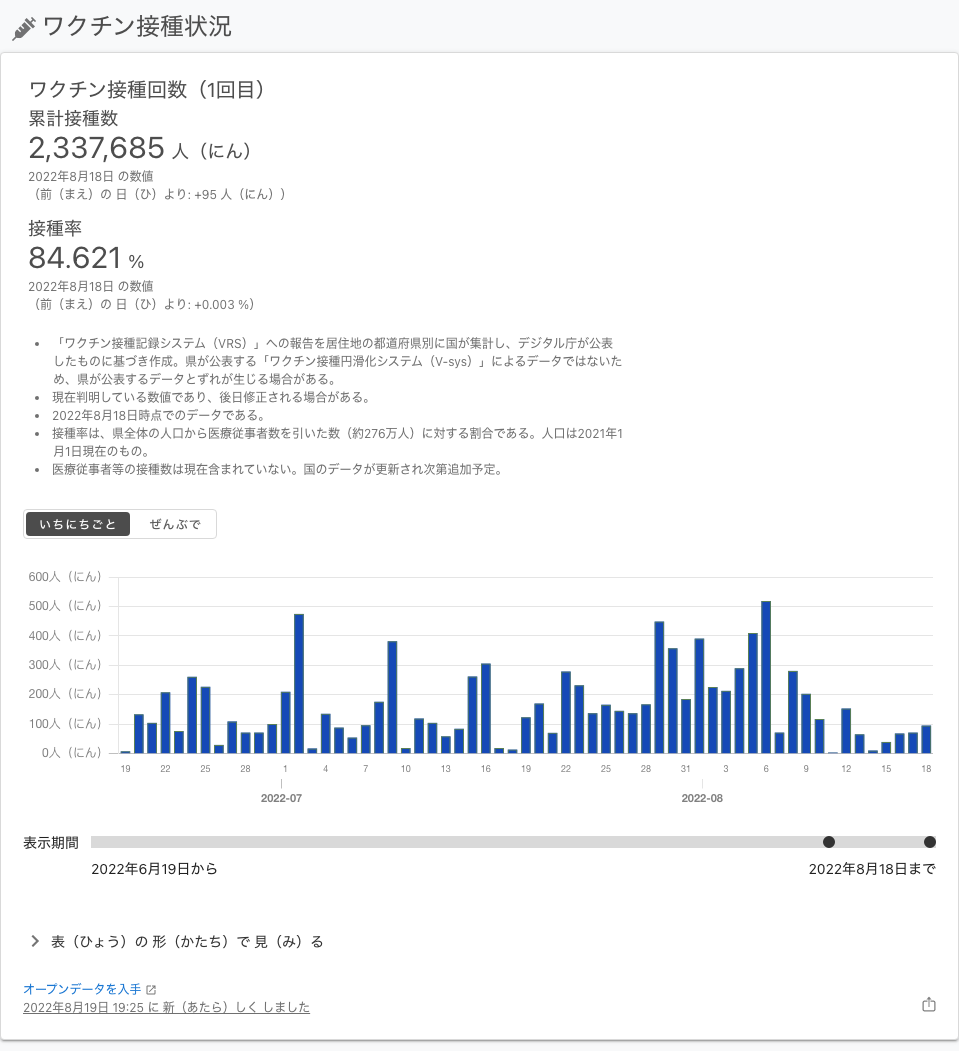 ワクチン接種状況
ワクチン接種回数（1回目）
累計接種数
2,337,685 人（にん）
2022年8月18日 の数値
（前（まえ）の 日（ひ）より: +95 人（にん））
接種率
84.621 %
2022年8月18日 の数値
（前（まえ）の 日（ひ）より: +0.003 %）
• 「ワクチン接種記録システム（VRS）」への報告を居住地の都道府県別に国が集計し、デジタル庁が公表
したものに基づき作成。県が公表する「ワクチン接種円滑化システム（V-sys）」によるデータではないた
め、県が公表するデータとずれが生じる場合がある。
• 現在判明している数値であり、後日修正される場合がある。
• 2022年8月18日時点でのデータである。
• 接種率は、県全体の人口から医療従事者数を引いた数（約276万人）に対する割合である。人口は2021年1
月1日現在のもの。
• 医療従事者等の接種数は現在含まれていない。国のデータが更新され次第追加予定。
いちにちごと ぜんぶで
600人（にん）
500人（にん）
400人（にん）
300人（にん）
200人（にん）
100人（にん）
0人（にん）
19 22 25 28 1 4 7 10 13 16 19 22 25 28 31 3 6 9 12 15 18
2022-07 2022-08
表示期間
2022年6月19日から 2022年8月18日まで
表（ひょう）の 形（かたち）で 見（み）る
オープンデータを入手
2022年8月19日 19:25 に 新（あたら）しく しました